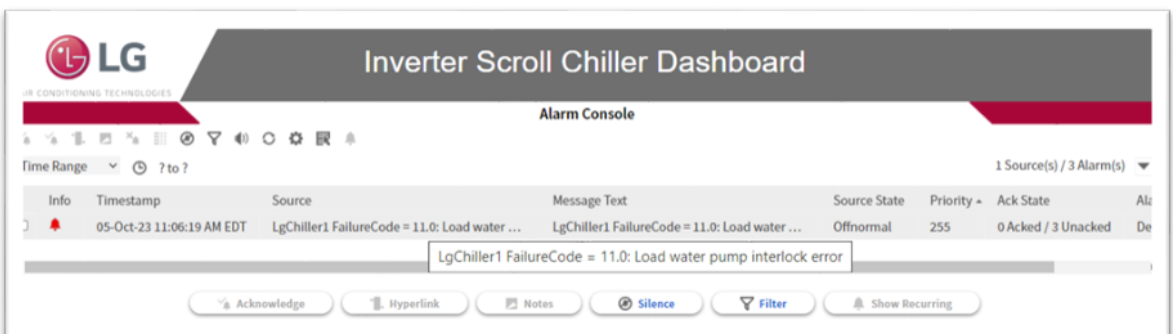 LG
Inverter Scroll Chiller Dashboard
IR CONDITIONING TECHNOLOGIES
Alarm Console
Time Range ? to ? 1 Source(s) / 3 Alarm(s)
Info Timestamp Source Message Text Source State Priority Ack State Ala
05-Oct-23 11:06:19 AM EDT LgChiller1 FailureCode = 11.0: Load water ... LgChiller1 FailureCode = 11.0: Load water ... Offnormal 255 0 Acked / 3 Unacked De
LgChiller1 FailureCode = 11.0: Load water pump interlock error
Acknowledge Hyperlink Notes Silence Filter Show Recurring